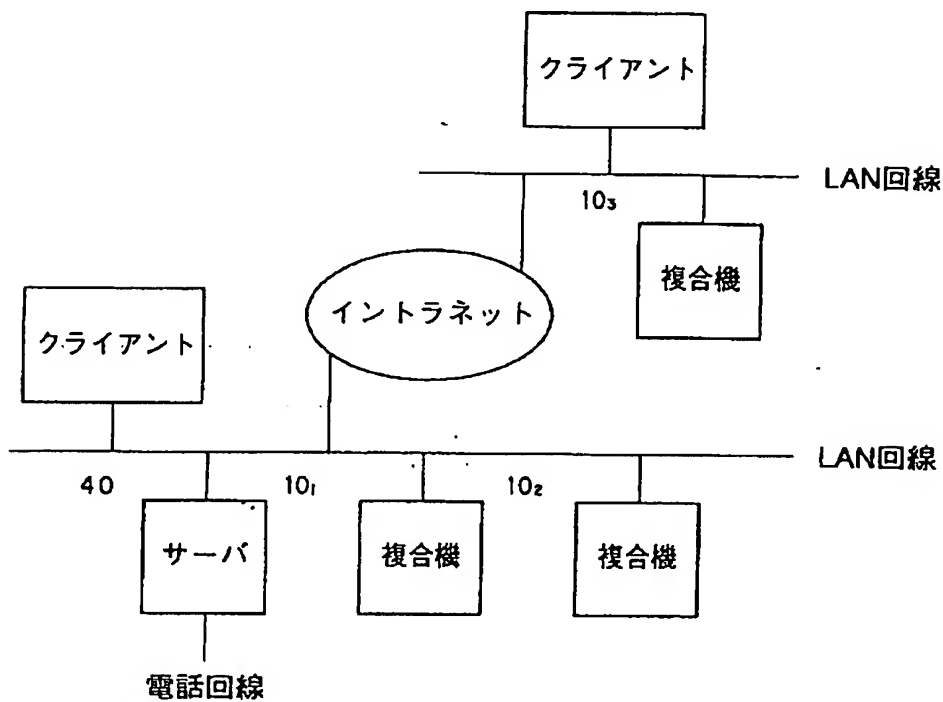 クライアント
LAN回線
10₃
複合機
イントラネット
クライアント
LAN回線
40
10₁
10₂
サーバ
複合機
複合機
電話回線